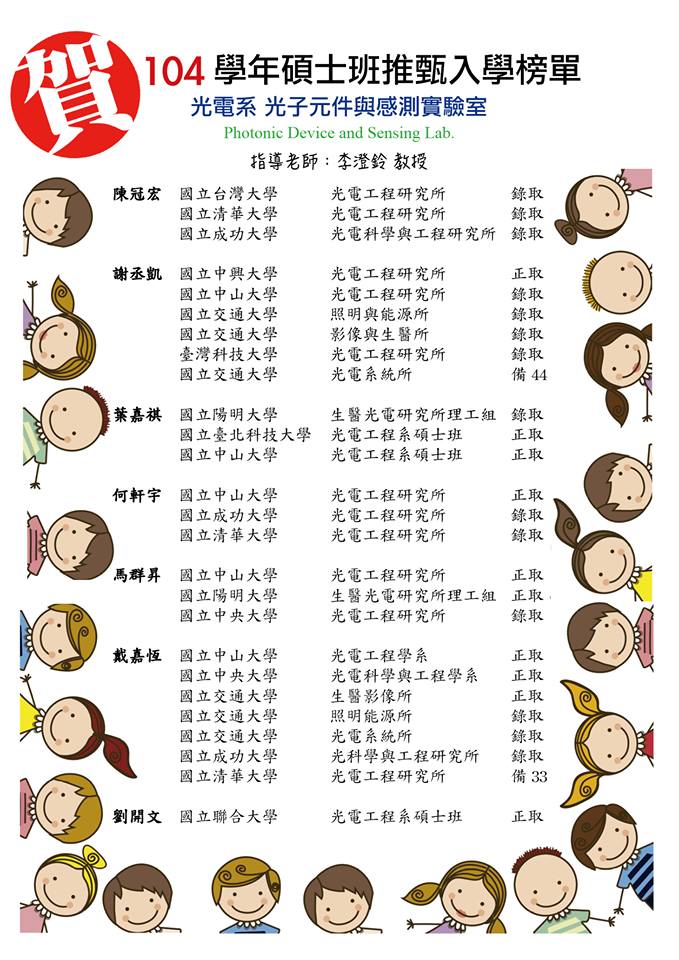 賀
104 學年碩士班推甄入學榜單
光電系 光子元件與感測實驗室
Photonic Device and Sensing Lab.
指導老師：李澄鈴 教授
陳冠宏 國立台灣大學 光電工程研究所 錄取
國立清華大學 光電工程研究所 錄取
國立成功大學 光電科學與工程研究所 錄取
謝丞凱 國立中興大學 光電工程研究所 正取
國立中山大學 光電工程研究所 錄取
國立交通大學 照明與能源所 錄取
國立交通大學 影像與生醫所 錄取
臺灣科技大學 光電工程研究所 錄取
國立交通大學 光電系統所 備 44
葉嘉祺 國立陽明大學 生醫光電研究所理工組 錄取
國立臺北科技大學 光電工程系碩士班 正取
國立中山大學 光電工程系碩士班 正取
何軒宇 國立中山大學 光電工程研究所 正取
國立成功大學 光電工程研究所 錄取
國立清華大學 光電工程研究所 錄取
馬群昇 國立中山大學 光電工程研究所 正取
國立陽明大學 生醫光電研究所理工組 正取
國立中央大學 光電工程研究所 錄取
戴嘉恆 國立中山大學 光電工程學系 正取
國立中央大學 光電科學與工程學系 正取
國立交通大學 生醫影像所 正取
國立交通大學 照明能源所 錄取
國立交通大學 光電系統所 錄取
國立成功大學 光科學與工程研究所 錄取
國立清華大學 光電工程研究所 備 33
劉開文 國立聯合大學 光電工程系碩士班 正取